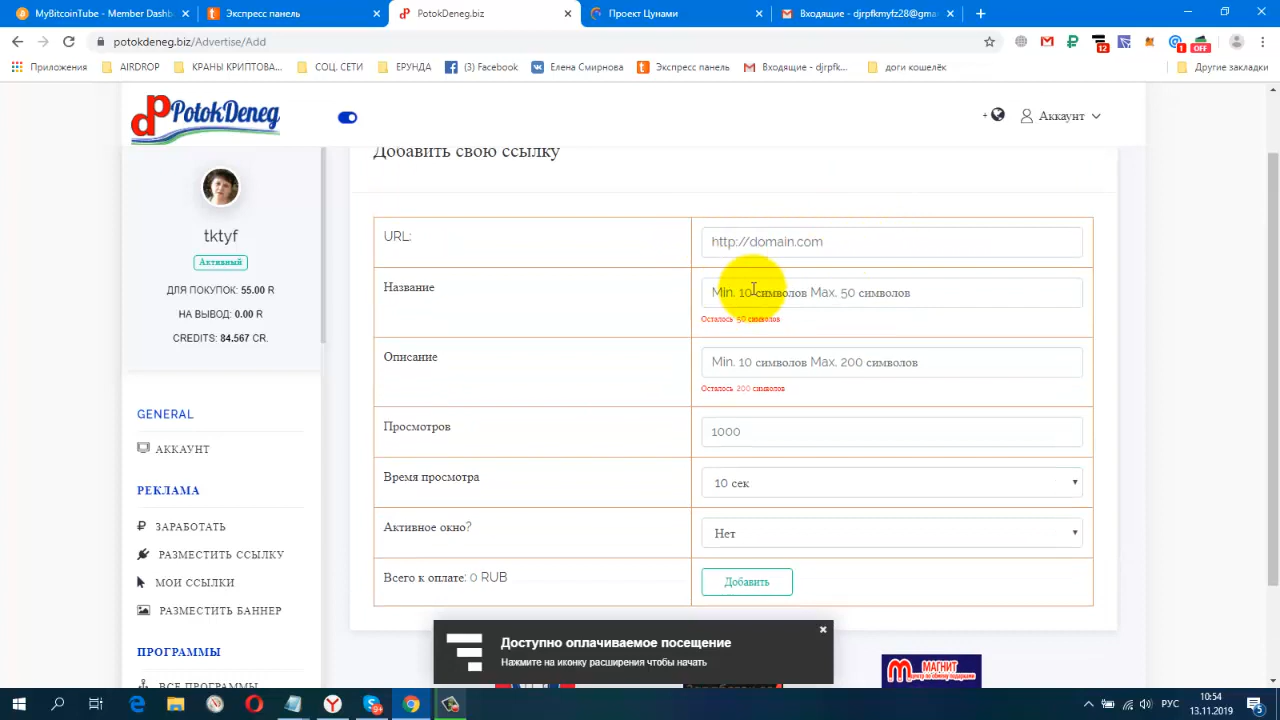 MyBitcoinTube - Member Dashb
Экспресс панель
PotokDeneg.biz
Проект Цунами
Входящие - djrpfkmyfz28@gma
potokdeneg.biz/Advertise/Add
12
1
OFF
Приложения
AIRDROP
КРАНЫ КРИПТОВА...
СОЦ. СЕТИ
ЕРУНДА
(3) Facebook
Елена Смирнова
Экспресс панель
Входящие - djrpfk...
доги кошелёк
Другие закладки
PotokDeneg
Аккаунт
Добавить свою ссылку
tktyf
Активный
ДЛЯ ПОКУПОК: 55.00 R
НА ВЫВОД: 0.00 R
CREDITS: 84.567 CR.
GENERAL
АККАУНТ
РЕКЛАМА
ЗАРАБОТАТЬ
РАЗМЕСТИТЬ ССЫЛКУ
МОИ ССЫЛКИ
РАЗМЕСТИТЬ БАННЕР
ПРОГРАММЫ
ВСЕ ПРОГРАММЫ
URL:
http://domain.com
Название
Min. 10 символов Max. 50 символов
Осталось 50 символов
Описание
Min. 10 символов Max. 200 символов
Осталось 200 символов
Просмотров
1000
Время просмотра
10 сек
Активное окно?
Нет
Всего к оплате: 0 RUB
Добавить
Доступно оплачиваемое посещение
Нажмите на иконку расширения чтобы начать
МАГНИТ
РУС
10:54
13.11.2019
5